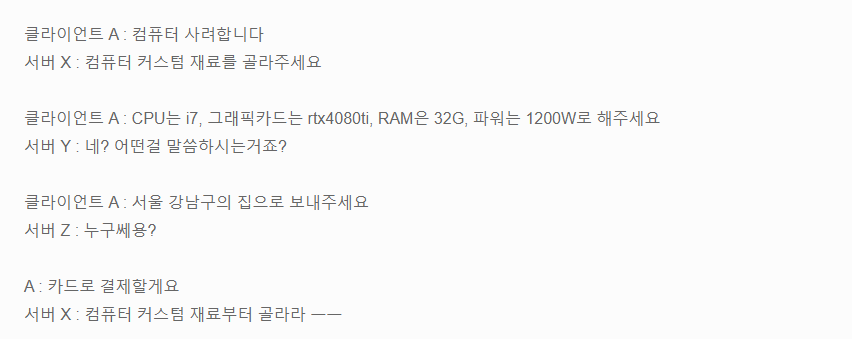 클라이언트 A : 컴퓨터 사려합니다
서버 X : 컴퓨터 커스텀 재료를 골라주세요
클라이언트 A : CPU는 i7, 그래픽카드는 rtx4080ti, RAM은 32G, 파워는 1200W로 해주세요
서버 Y : 네? 어떤걸 말씀하시는거죠?
클라이언트 A : 서울 강남구의 집으로 보내주세요
서버 Z : 누구쎄용?
A : 카드로 결제할게요
서버 X : 컴퓨터 커스텀 재료부터 골라라 ㅡㅡ